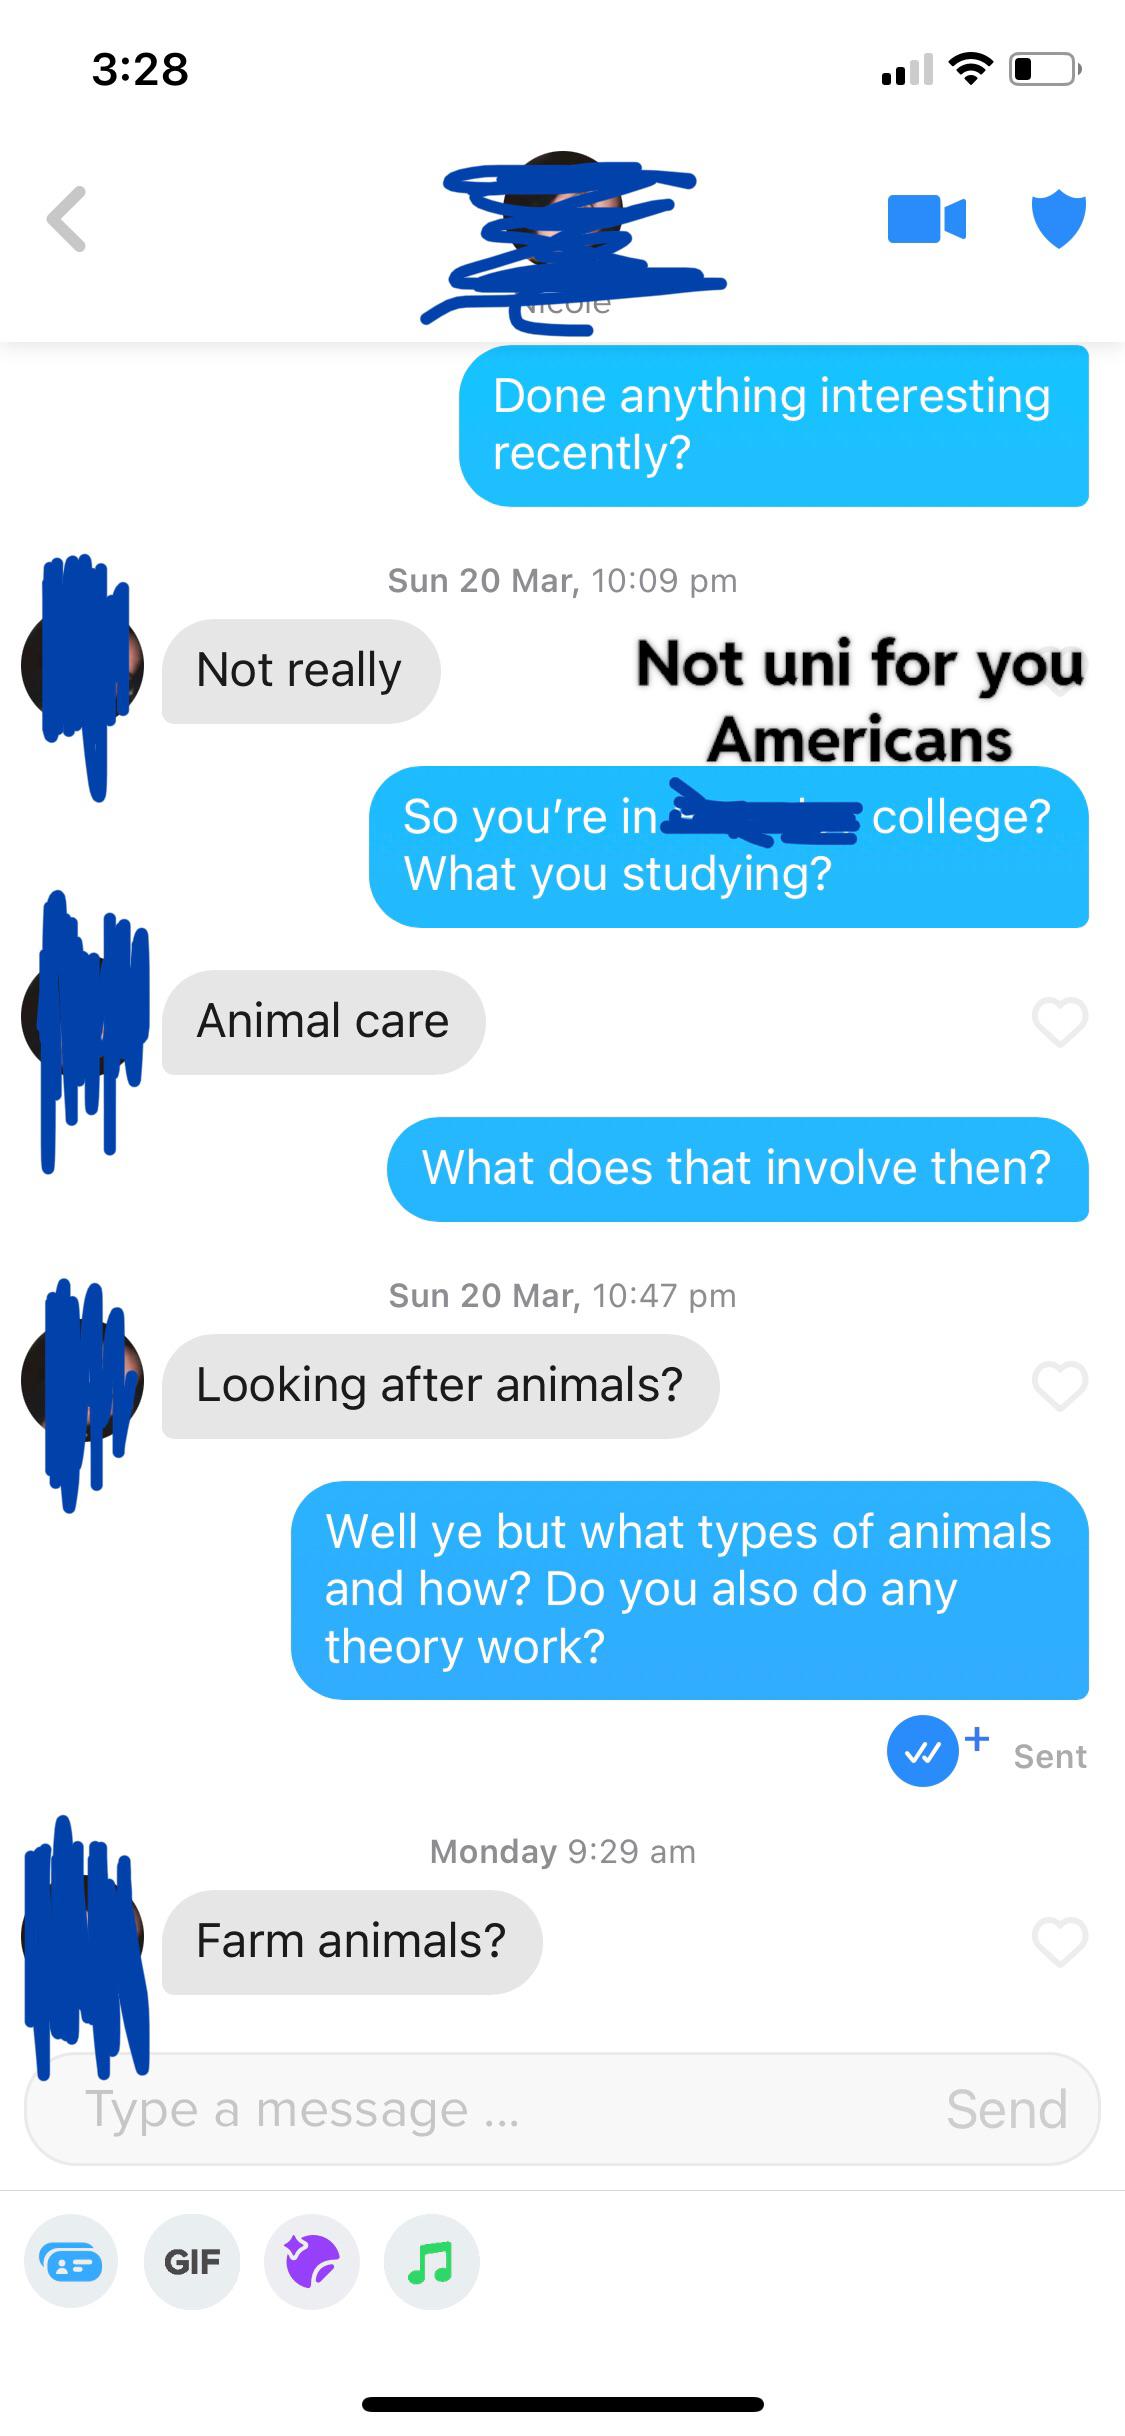 3:28
Done anything interesting
recently?
Sun 20 Mar, 10:09 pm
Not really
Not uni for you
Americans
So you're in college?
What you studying?
Animal care
What does that involve then?
Sun 20 Mar, 10:47 pm
Looking after animals?
Well ye but what types of animals
and how? Do you also do any
theory work?
Sent
Monday 9:29 am
Farm animals?
Type a message ...
Send
GIF